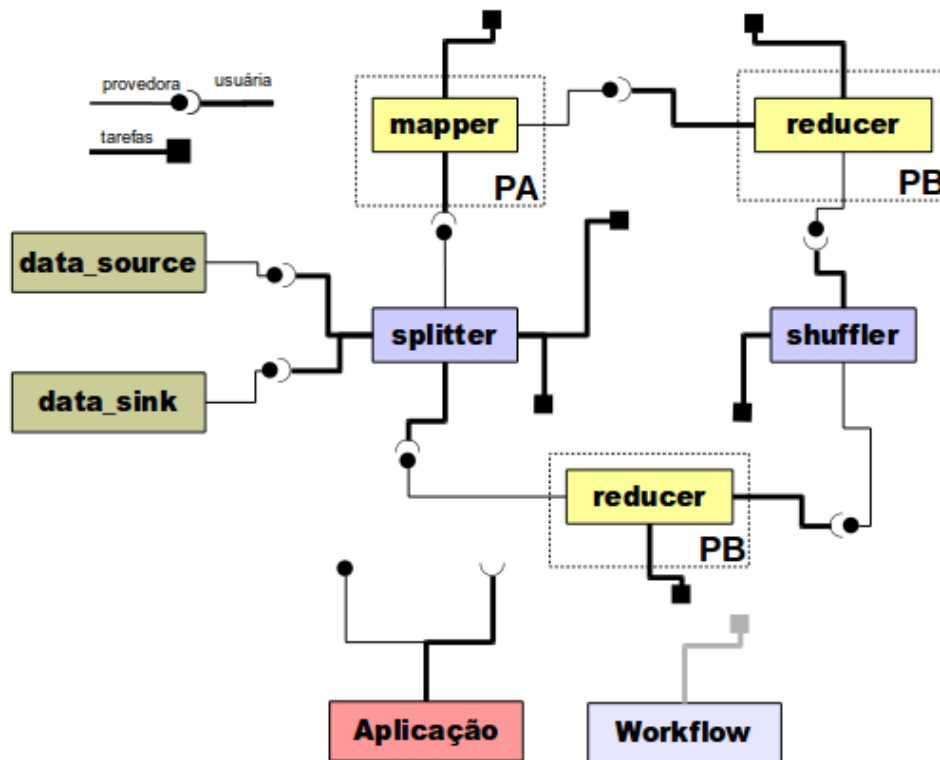 provedora
usuária
tarefas
mapper
PA
reducer
PB
data_source
splitter
shuffler
data_sink
reducer
PB
Aplicação
Workflow